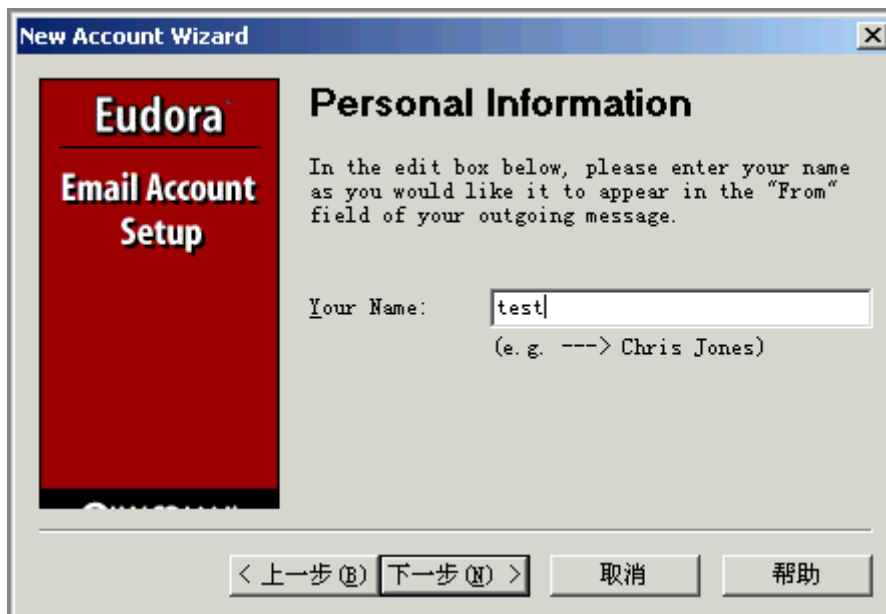 New Account Wizard
Eudora
Email Account
Setup
Personal Information
In the edit box below, please enter your name
as you would like it to appear in the "From"
field of your outgoing message.
Your Name:
test
(e.g. ---> Chris Jones)
< 上一步(B)
下一步(N) >
取消
帮助